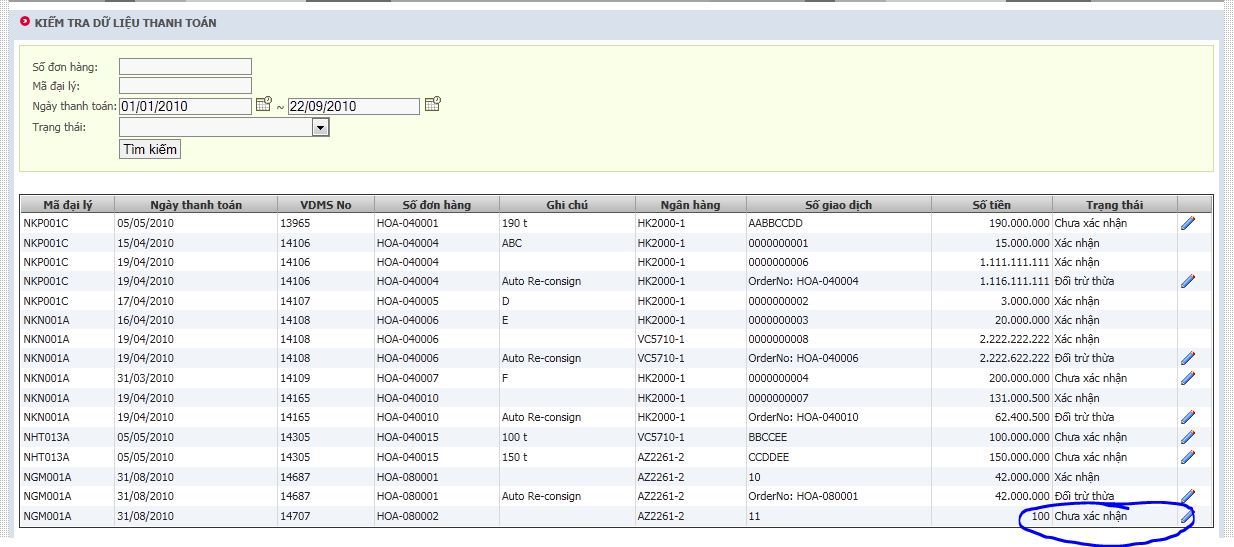 KIỂM TRA DỮ LIỆU THANH TOÁN
Số đơn hàng:
Mã đại lý:
Ngày thanh toán: 01/01/2010 ~ 22/09/2010
Trạng thái:
Tìm kiếm
Mã đại lý Ngày thanh toán VDMS No Số đơn hàng Ghi chú Ngân hàng Số giao dịch Số tiền Trạng thái
NKP001C 05/05/2010 13965 HOA-040001 190 t HK2000-1 AABBCCDD 190.000.000 Chưa xác nhận
NKP001C 15/04/2010 14106 HOA-040004 ABC HK2000-1 0000000001 15.000.000 Xác nhận
NKP001C 19/04/2010 14106 HOA-040004 HK2000-1 0000000006 1.111.111.111 Xác nhận
NKP001C 19/04/2010 14106 HOA-040004 Auto Re-consign HK2000-1 OrderNo: HOA-040004 1.116.111.111 Đối trừ thừa
NKP001C 17/04/2010 14107 HOA-040005 D HK2000-1 0000000002 3.000.000 Xác nhận
NKN001A 16/04/2010 14108 HOA-040006 E HK2000-1 0000000003 20.000.000 Xác nhận
NKN001A 19/04/2010 14108 HOA-040006 VC5710-1 0000000008 2.222.222.222 Xác nhận
NKN001A 19/04/2010 14108 HOA-040006 Auto Re-consign VC5710-1 OrderNo: HOA-040006 2.222.622.222 Đối trừ thừa
NKN001A 31/03/2010 14109 HOA-040007 F HK2000-1 0000000004 200.000.000 Chưa xác nhận
NKN001A 19/04/2010 14165 HOA-040010 HK2000-1 0000000007 131.000.500 Xác nhận
NKN001A 19/04/2010 14165 HOA-040010 Auto Re-consign HK2000-1 OrderNo: HOA-040010 62.400.500 Đối trừ thừa
NHT013A 05/05/2010 14305 HOA-040015 100 t VC5710-1 BBCCEE 100.000.000 Chưa xác nhận
NHT013A 05/05/2010 14305 HOA-040015 150 t AZ2261-2 CCDDEE 150.000.000 Chưa xác nhận
NGM001A 31/08/2010 14687 HOA-080001 AZ2261-2 10 42.000.000 Xác nhận
NGM001A 31/08/2010 14687 HOA-080001 Auto Re-consign AZ2261-2 OrderNo: HOA-080001 42.000.000 Đối trừ thừa
NGM001A 31/08/2010 14707 HOA-080002 AZ2261-2 11 100 Chưa xác nhận